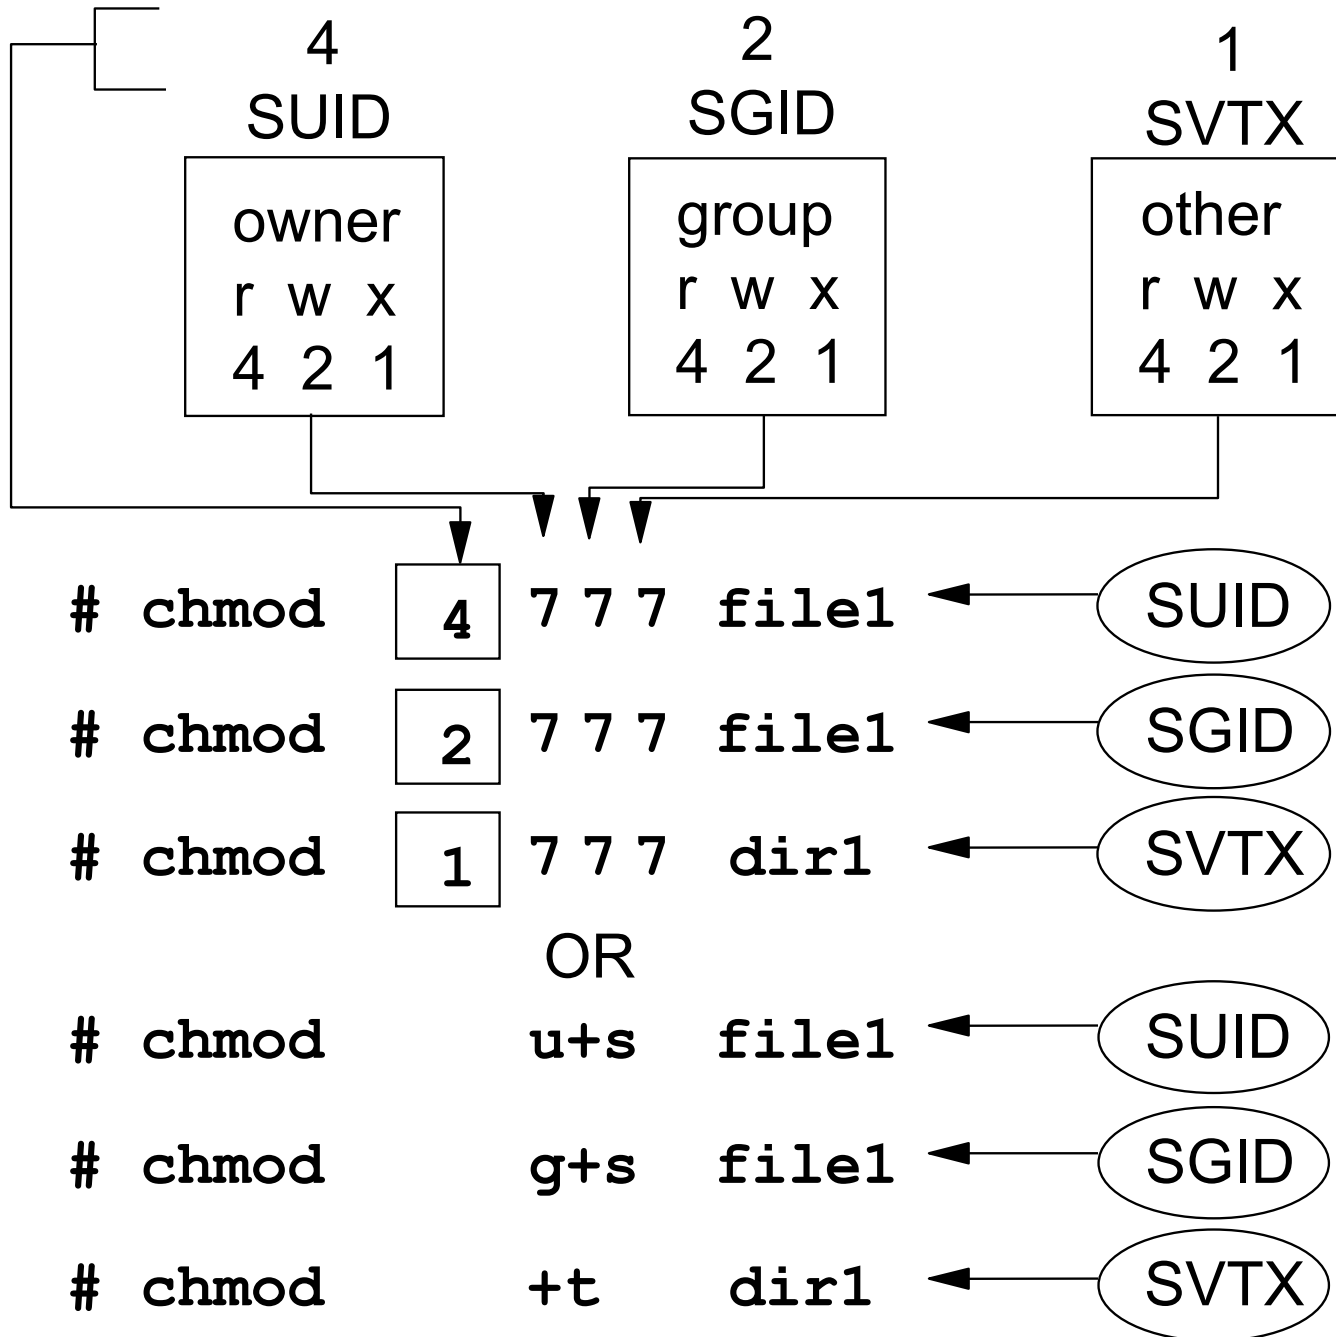 4 2 1
SUID SGID SVTX
owner group other
r w x r w x r w x
4 2 1 4 2 1 4 2 1
# chmod 4 7 7 7 file1 SUID
# chmod 2 7 7 7 file1 SGID
# chmod 1 7 7 7 dir1 SVTX
OR
# chmod u+s file1 SUID
# chmod g+s file1 SGID
# chmod +t dir1 SVTX